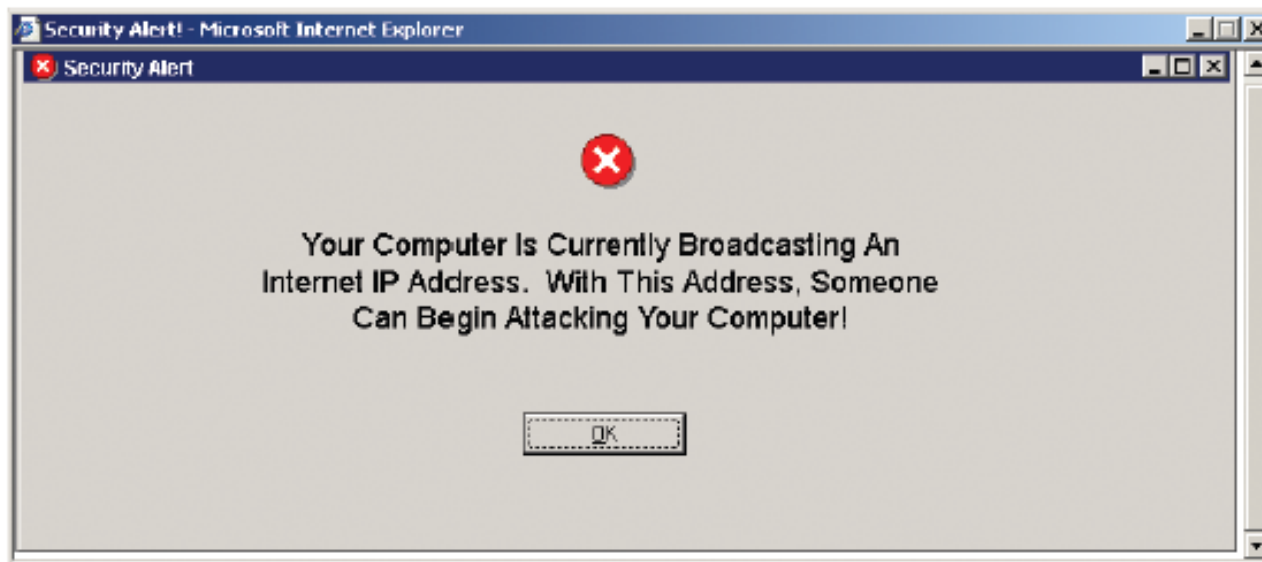 Security Alert! - Microsoft Internet Explorer
Security Alert
Your Computer Is Currently Broadcasting An
Internet IP Address. With This Address, Someone
Can Begin Attacking Your Computer!
OK